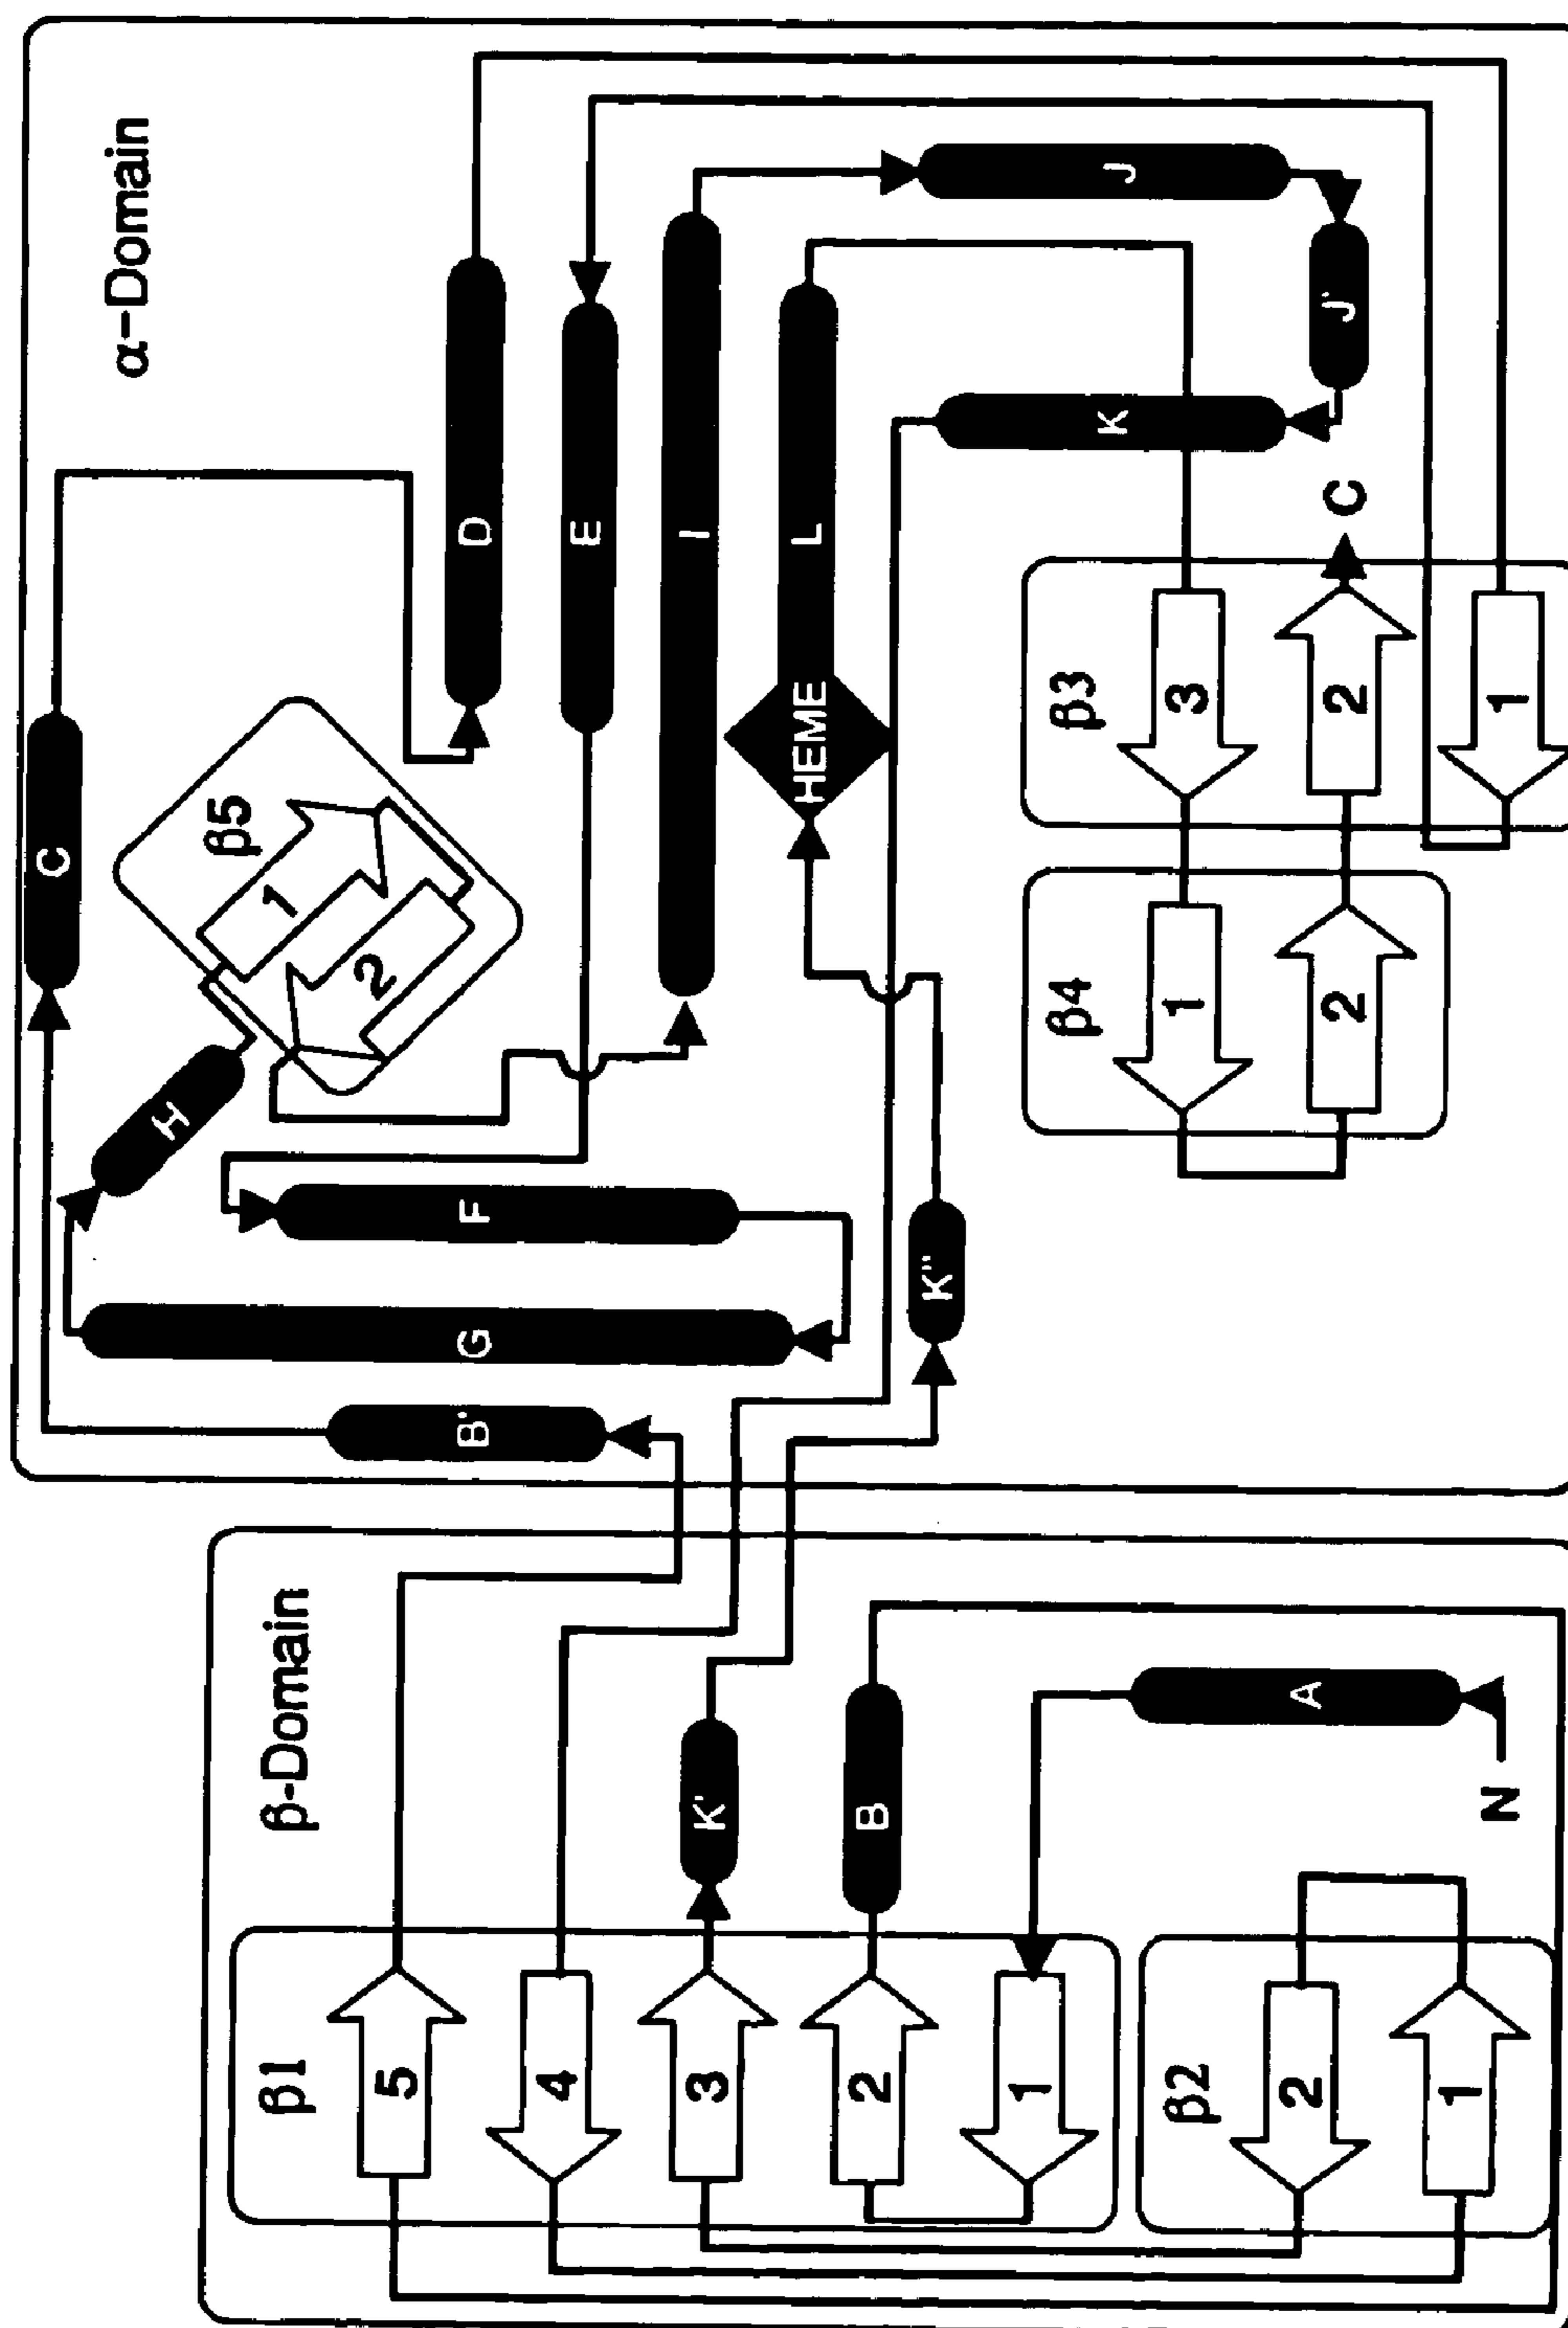 α-Domain
C
β5
1
2
H
D
E
F
G
B'
I
L
HEME
J
J'
K
K"
β3
3
2
1
C
β4
1
2
β-Domain
β1
5
4
3
2
1
K'
B
A
N
β2
2
1